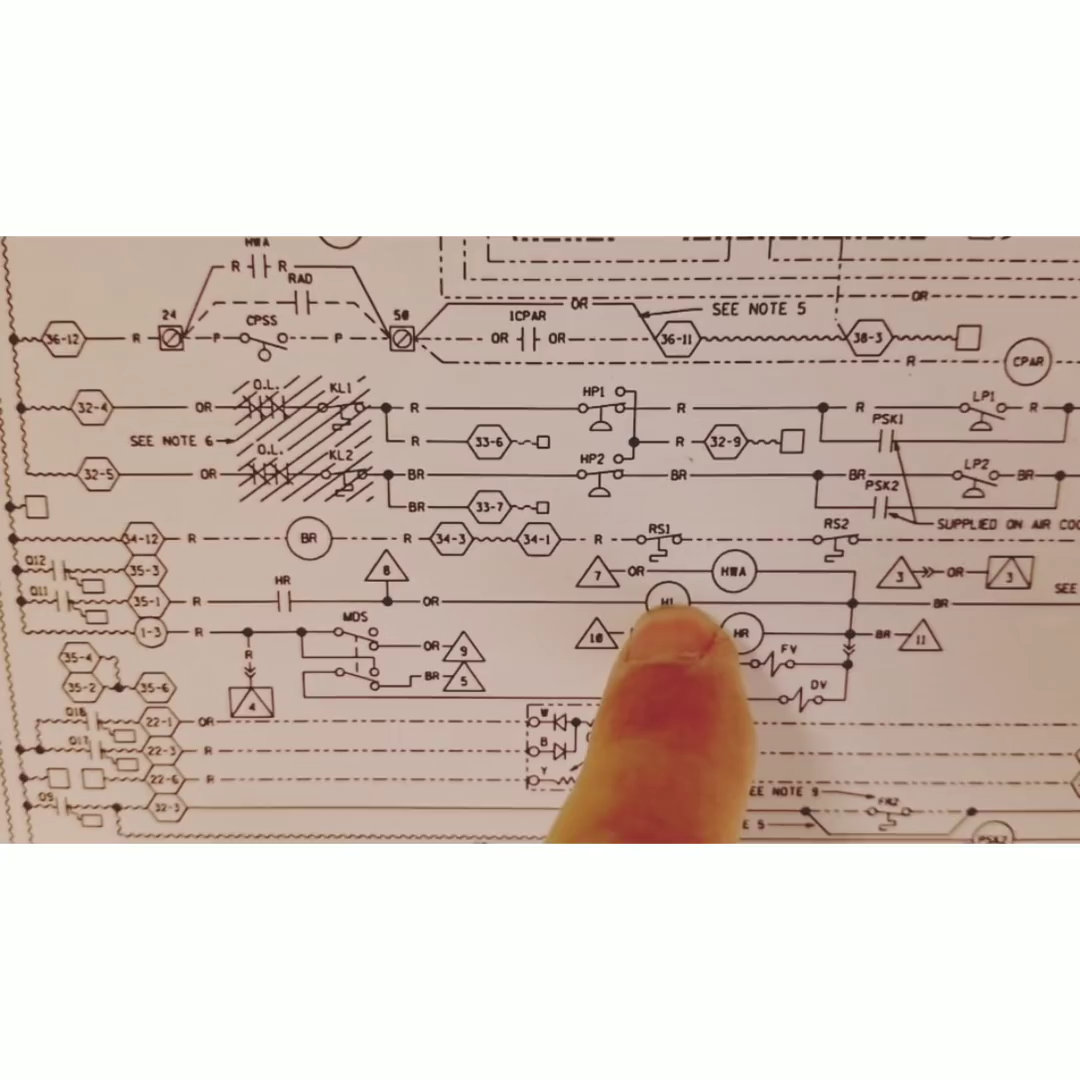 HWA
R R
RAD
OR
OR
24
CPSS
50
1CPAR
SEE NOTE 5
36-12 R P P OR OR 36-11 38-3
R CPAR
O.L. KL1 HP1 LP1
32-4 OR R R R R
PSK1
SEE NOTE 6 R 33-6 R 32-9
O.L. KL2 HP2 LP2
32-5 OR BR BR BR BR
PSK2
BR 33-7
SUPPLIED ON AIR
RS1 RS2
34-12 R BR R 34-3 34-1 R
Q12 35-3 8 7 OR HWA 3 OR 3
HR SEE
Q11 35-1 R OR H1 BR
MDS
1-3 R 10 HR BR 11
OR 9
R FV
35-4
BR 5
35-2 35-6 DV
4
Q18 22-1 OR W
Q17 22-3 R B
22-6 R Y
NOTE 9
Q9 32-3 FR2
5